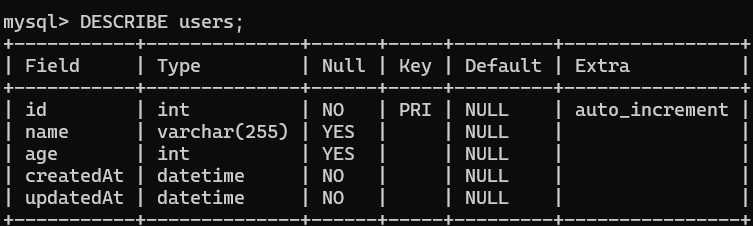 mysql> DESCRIBE users;
+-----------+--------------+------+-----+---------+----------------+
| Field     | Type         | Null | Key | Default | Extra          |
+-----------+--------------+------+-----+---------+----------------+
| id        | int          | NO   | PRI | NULL    | auto_increment |
| name      | varchar(255) | YES  |     | NULL    |                |
| age       | int          | YES  |     | NULL    |                |
| createdAt | datetime     | NO   |     | NULL    |                |
| updatedAt | datetime     | NO   |     | NULL    |                |
+-----------+--------------+------+-----+---------+----------------+